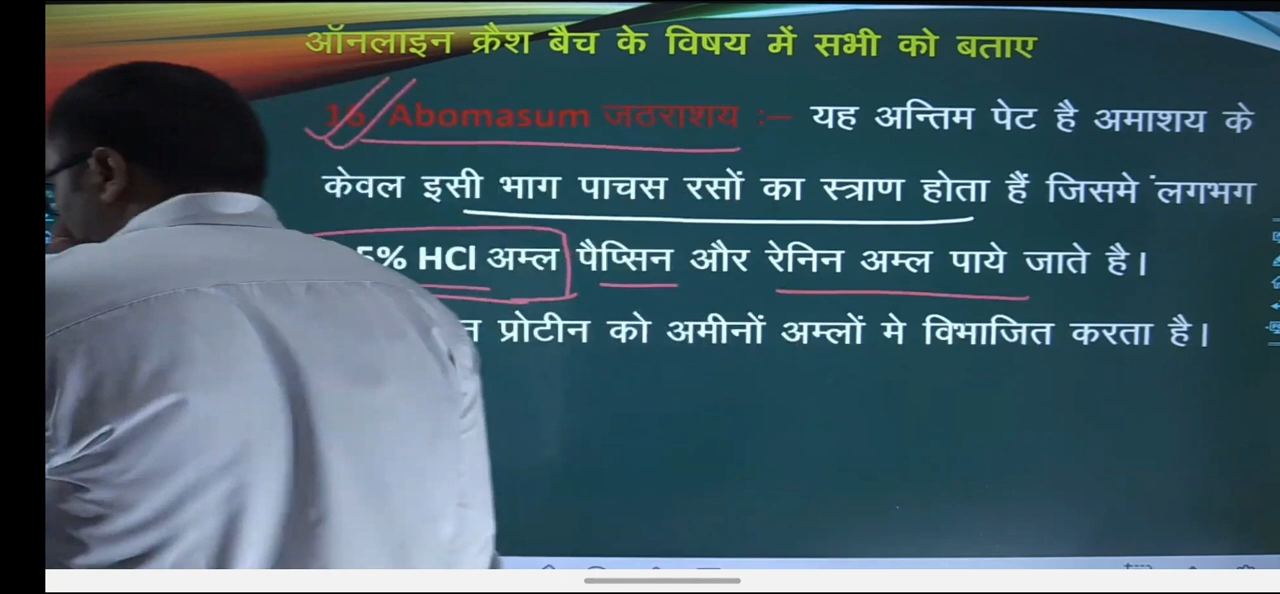 ऑनलाइन क्रैश बैच के विषय में सभी को बताए
16 Abomasum जठराशय :– यह अन्तिम पेट है अमाशय के
केवल इसी भाग पाचस रसों का स्त्राण होता हैं जिसमे लगभग
5% HCl अम्ल पैप्सिन और रेनिन अम्ल पाये जाते है।
प्रोटीन को अमीनों अम्लों मे विभाजित करता है।